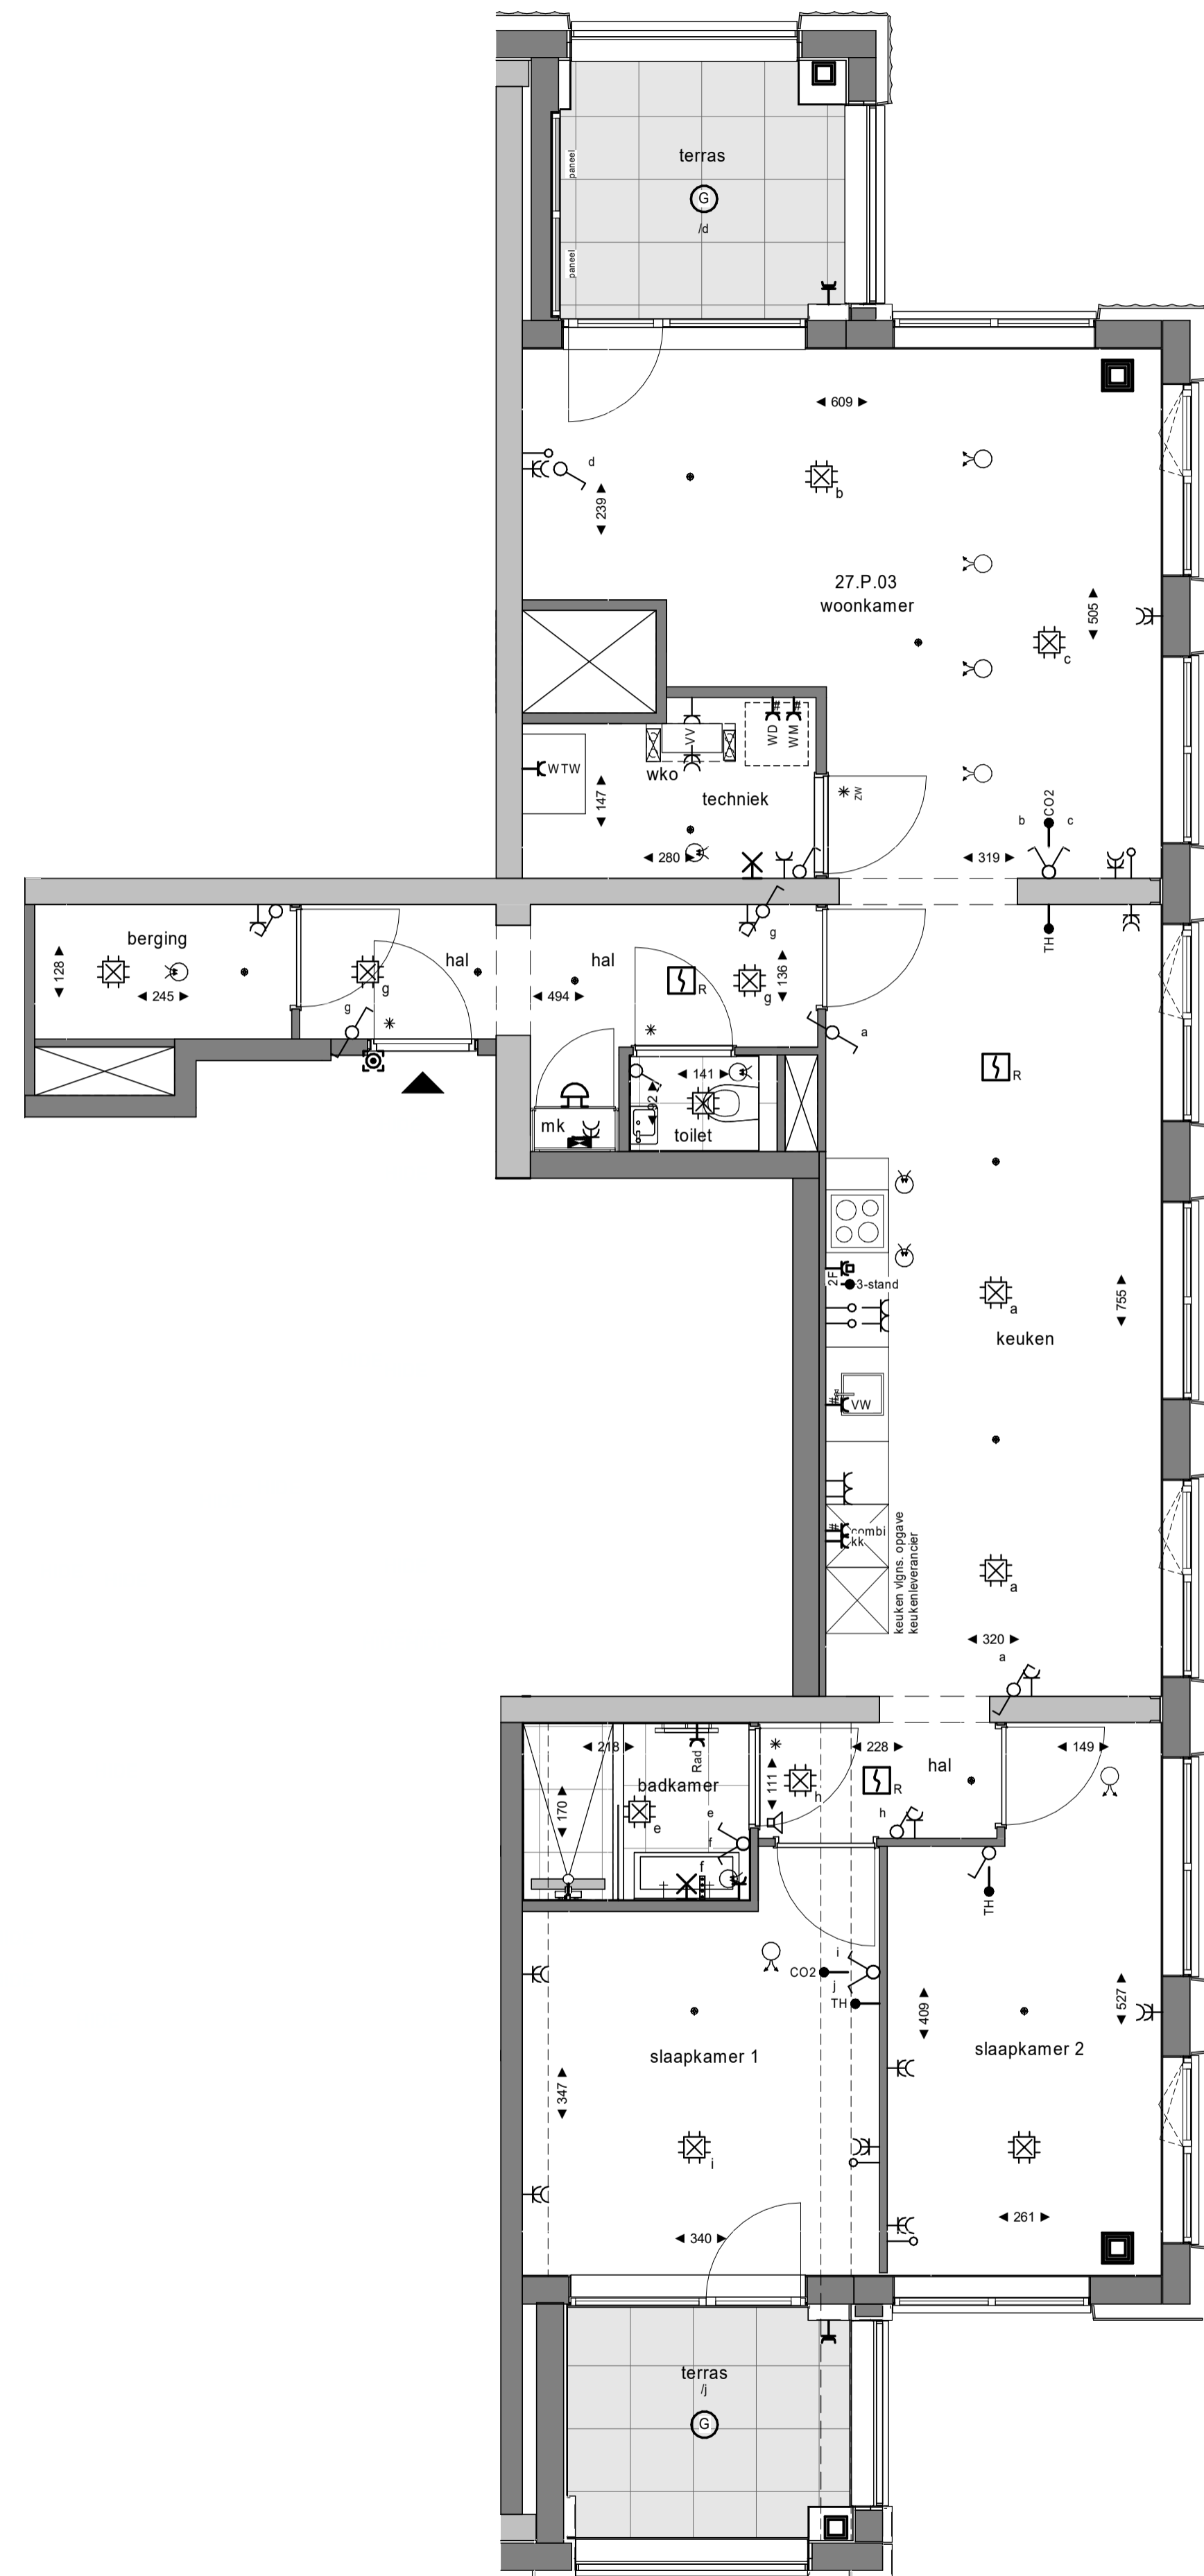 terras
paneel
G
/d
paneel
609
d
b
239
27.P.03
woonkamer
505
c
VV
WD
#
WM
#
WTW
wko
techniek
147
ZW
280
CO2
b
c
319
berging
128
245
hal
g
g
hal
494
g
136
g
R
TH
a
141
92
mk
toilet
R
2F
3-stand
a
755
keuken
#
VW
#
combi
kk
keuken vlgns. opgave
keukenleverancier
a
320
a
218
Rad
badkamer
170
e
e
f
f
111
h
228
R
hal
h
149
TH
i
CO2
j
TH
409
527
slaapkamer 1
slaapkamer 2
347
i
340
261
terras
/j
G